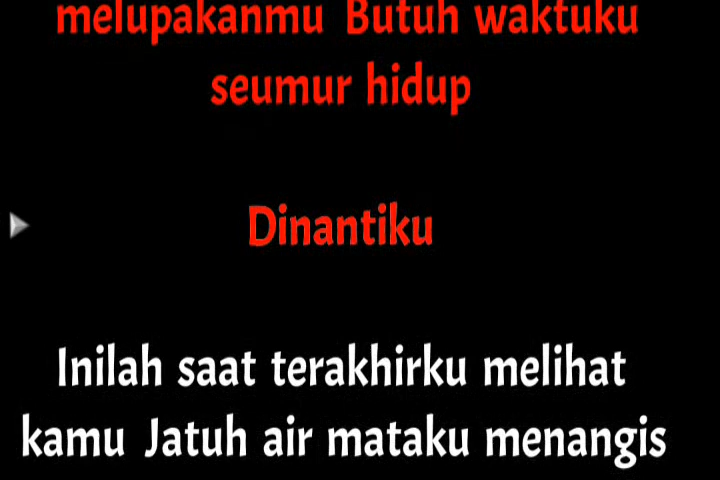 melupakanmu Butuh waktuku
seumur hidup
Dinantiku
Inilah saat terakhirku melihat
kamu Jatuh air mataku menangis